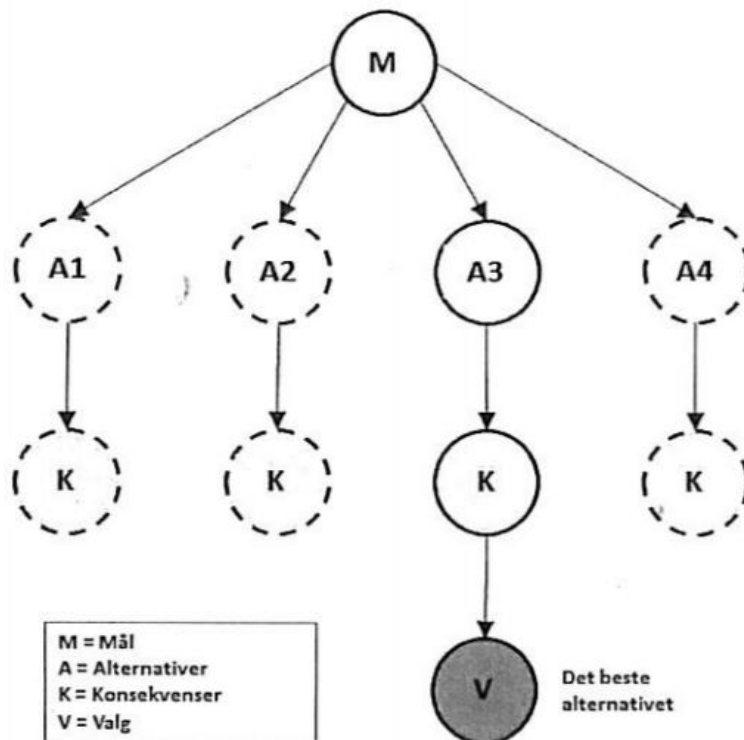 M
A1
A2
A3
A4
K
K
K
K
M = Mål
A = Alternativer
K = Konsekvenser
V = Valg
V
Det beste
alternativet